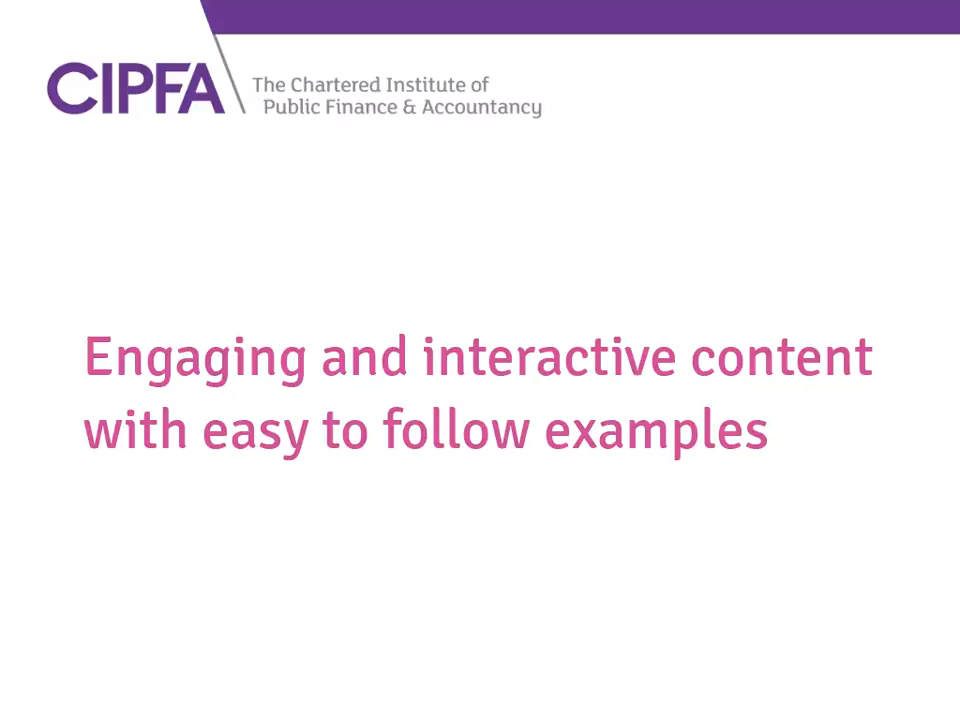 CIPFA
The Chartered Institute of
Public Finance & Accountancy
Engaging and interactive content
with easy to follow examples